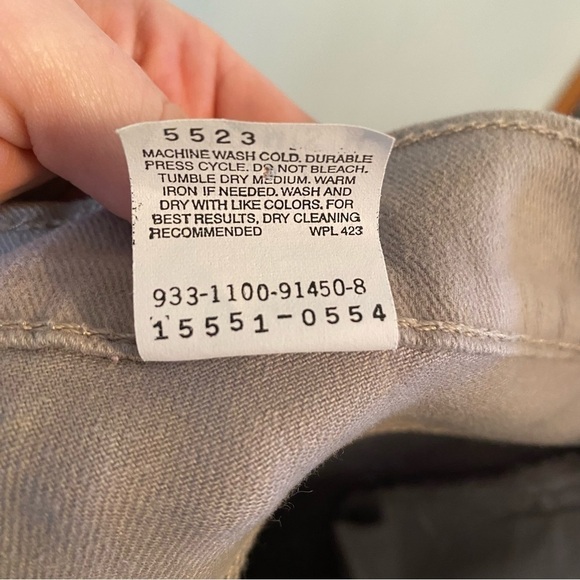 5523
MACHINE WASH COLD. DURABLE
PRESS CYCLE. DO NOT BLEACH.
TUMBLE DRY MEDIUM. WARM
IRON IF NEEDED. WASH AND
DRY WITH LIKE COLORS. FOR
BEST RESULTS, DRY CLEANING
RECOMMENDED WPL 423
933-1100-91450-8
15551-0554